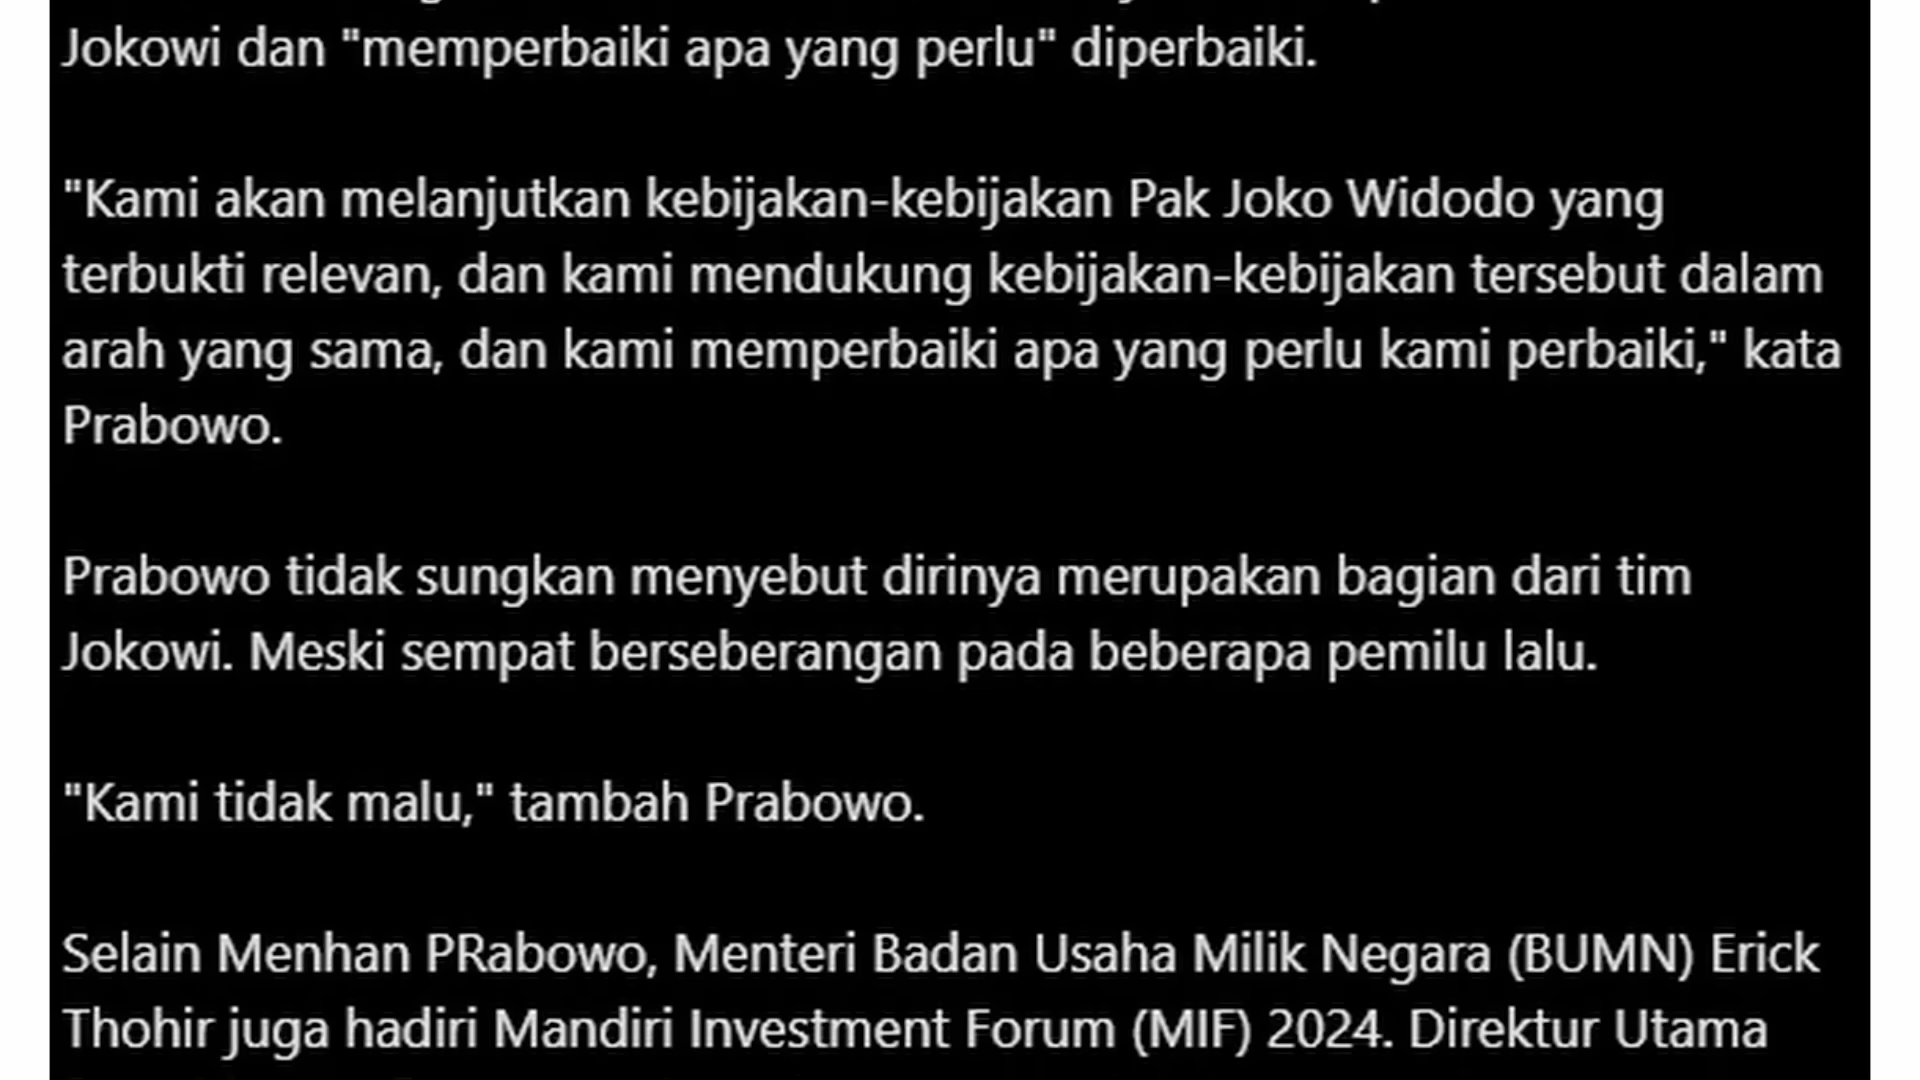 Jokowi dan "memperbaiki apa yang perlu" diperbaiki.
"Kami akan melanjutkan kebijakan-kebijakan Pak Joko Widodo yang
terbukti relevan, dan kami mendukung kebijakan-kebijakan tersebut dalam
arah yang sama, dan kami memperbaiki apa yang perlu kami perbaiki," kata
Prabowo.
Prabowo tidak sungkan menyebut dirinya merupakan bagian dari tim
Jokowi. Meski sempat berseberangan pada beberapa pemilu lalu.
"Kami tidak malu," tambah Prabowo.
Selain Menhan PRabowo, Menteri Badan Usaha Milik Negara (BUMN) Erick
Thohir juga hadiri Mandiri Investment Forum (MIF) 2024. Direktur Utama